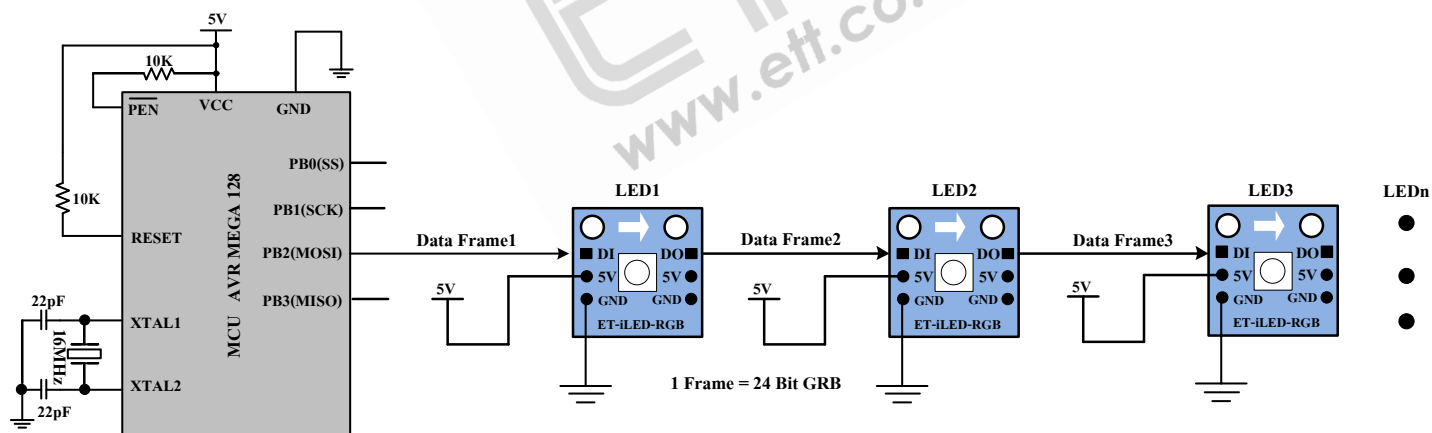 5V
www.ett.co.
10K
PEN
VCC
GND
MCU AVR MEGA 128
PB0(SS)
PB1(SCK)
10K
RESET
PB2(MOSI)
PB3(MISO)
22pF
XTAL1
16MHz
XTAL2
22pF
LED1
LED2
LED3
LEDn
Data Frame1
Data Frame2
Data Frame3
DI DO
5V 5V
GND GND
ET-iLED-RGB
5V
DI DO
5V 5V
GND GND
ET-iLED-RGB
5V
DI DO
5V 5V
GND GND
ET-iLED-RGB
5V
1 Frame = 24 Bit GRB